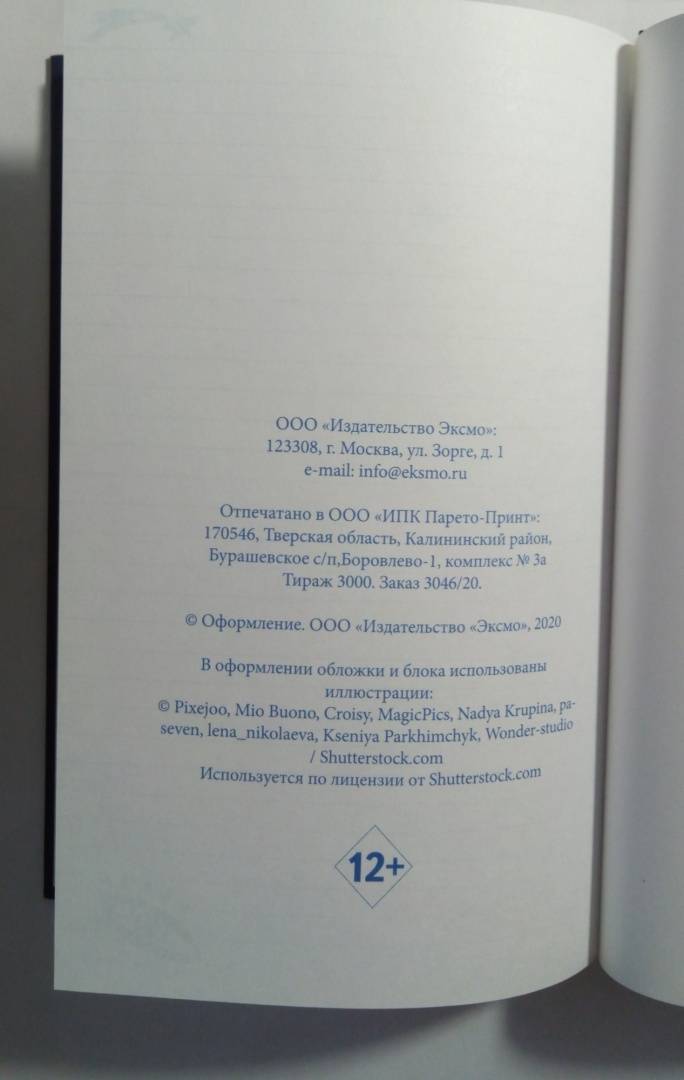 ООО «Издательство Эксмо»:
123308, г. Москва, ул. Зорге, д. 1
e-mail: info@eksmo.ru
Отпечатано в ООО «ИПК Парето-Принт»:
170546, Тверская область, Калининский район,
Бурашевское с/п,Боровлево-1, комплекс № 3а
Тираж 3000. Заказ 3046/20.
© Оформление. ООО «Издательство «Эксмо», 2020
В оформлении обложки и блока использованы
иллюстрации:
© Pixejoo, Mio Buono, Croisy, MagicPics, Nadya Krupina, pa-
seven, lena_nikolaeva, Kseniya Parkhimchyk, Wonder-studio
/ Shutterstock.com
Используется по лицензии от Shutterstock.com
12+